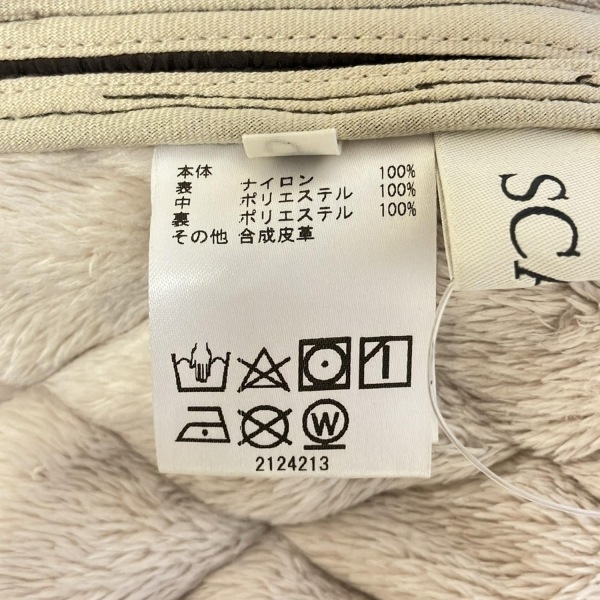 本体
表 ナイロン 100%
中 ポリエステル 100%
裏 ポリエステル 100%
その他 合成皮革
W
2124213
SCA